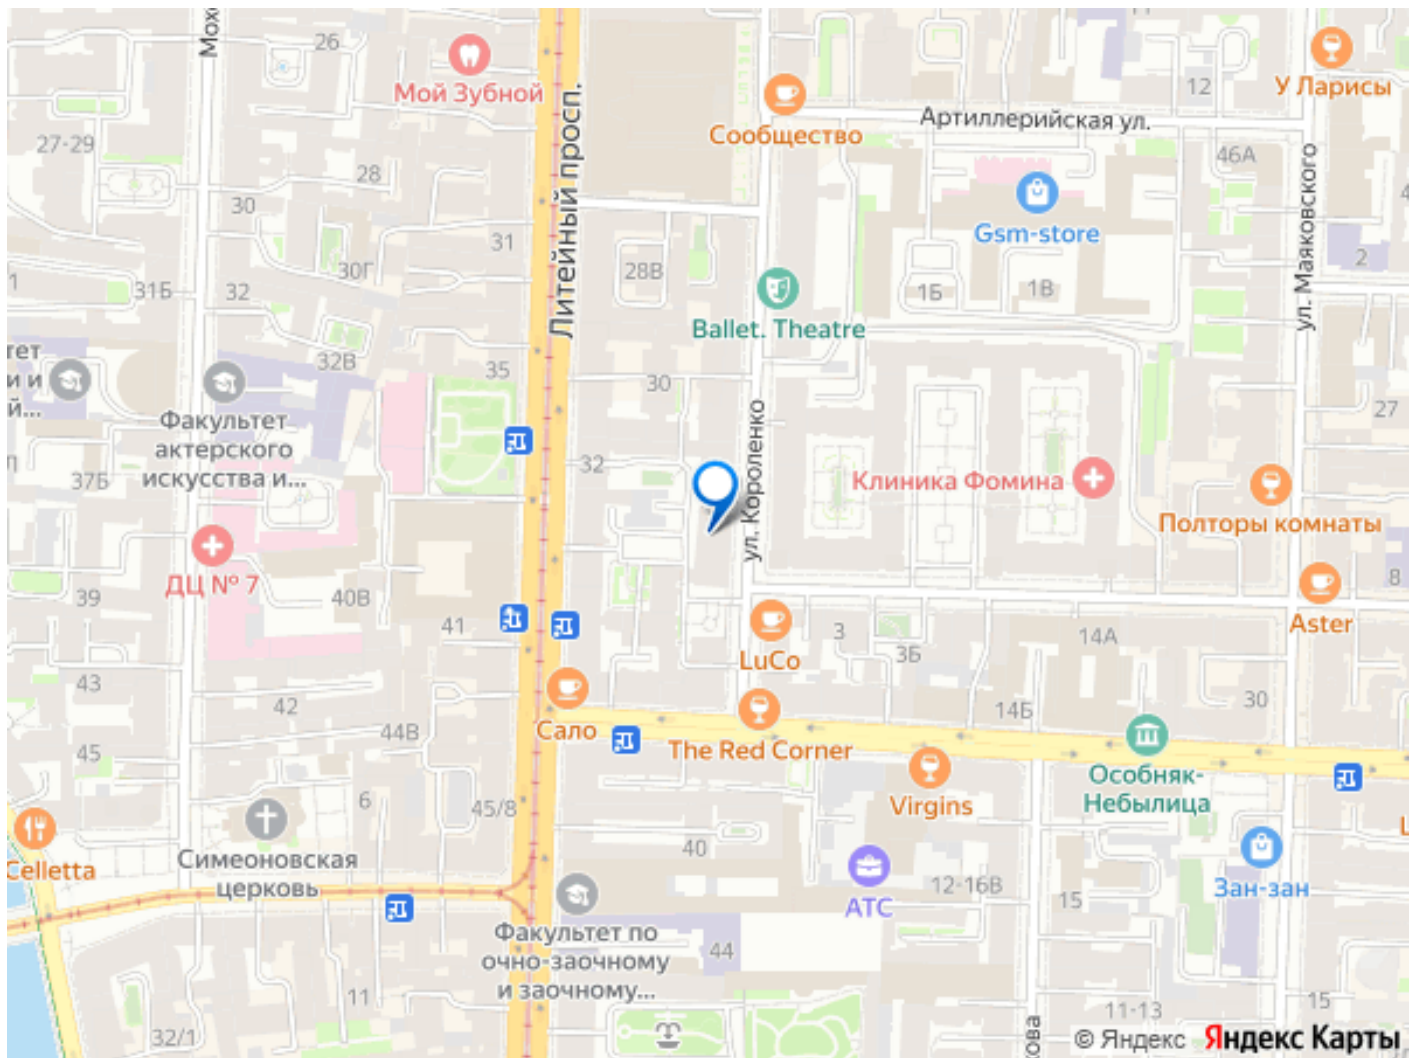 26
Мой Зубной
27-29
28
30
31
30Г
31Б
32
32В
35
Литейный просп.
Сообщество
Артиллерийская ул.
12
У Ларисы
46А
ул. Маяковского
Gsm-store
2
28В
1Б
1В
Ballet. Theatre
30
ул. Короленко
27
Факультет
актерского
искусства и...
37Б
32
Клиника Фомина
Полторы комнаты
ДЦ № 7
39
40В
41
8
Aster
LuCo
3
3Б
14А
43
42
44В
45
Сало
The Red Corner
14Б
30
Особняк-
Небылица
Virgins
6
45/8
Симеоновская
церковь
Celletta
40
АТС
12-16В
15
Зан-зан
Факультет по
очно-заочному
и заочному...
44
11
32/1
11-13
15
© Яндекс Яндекс Карты